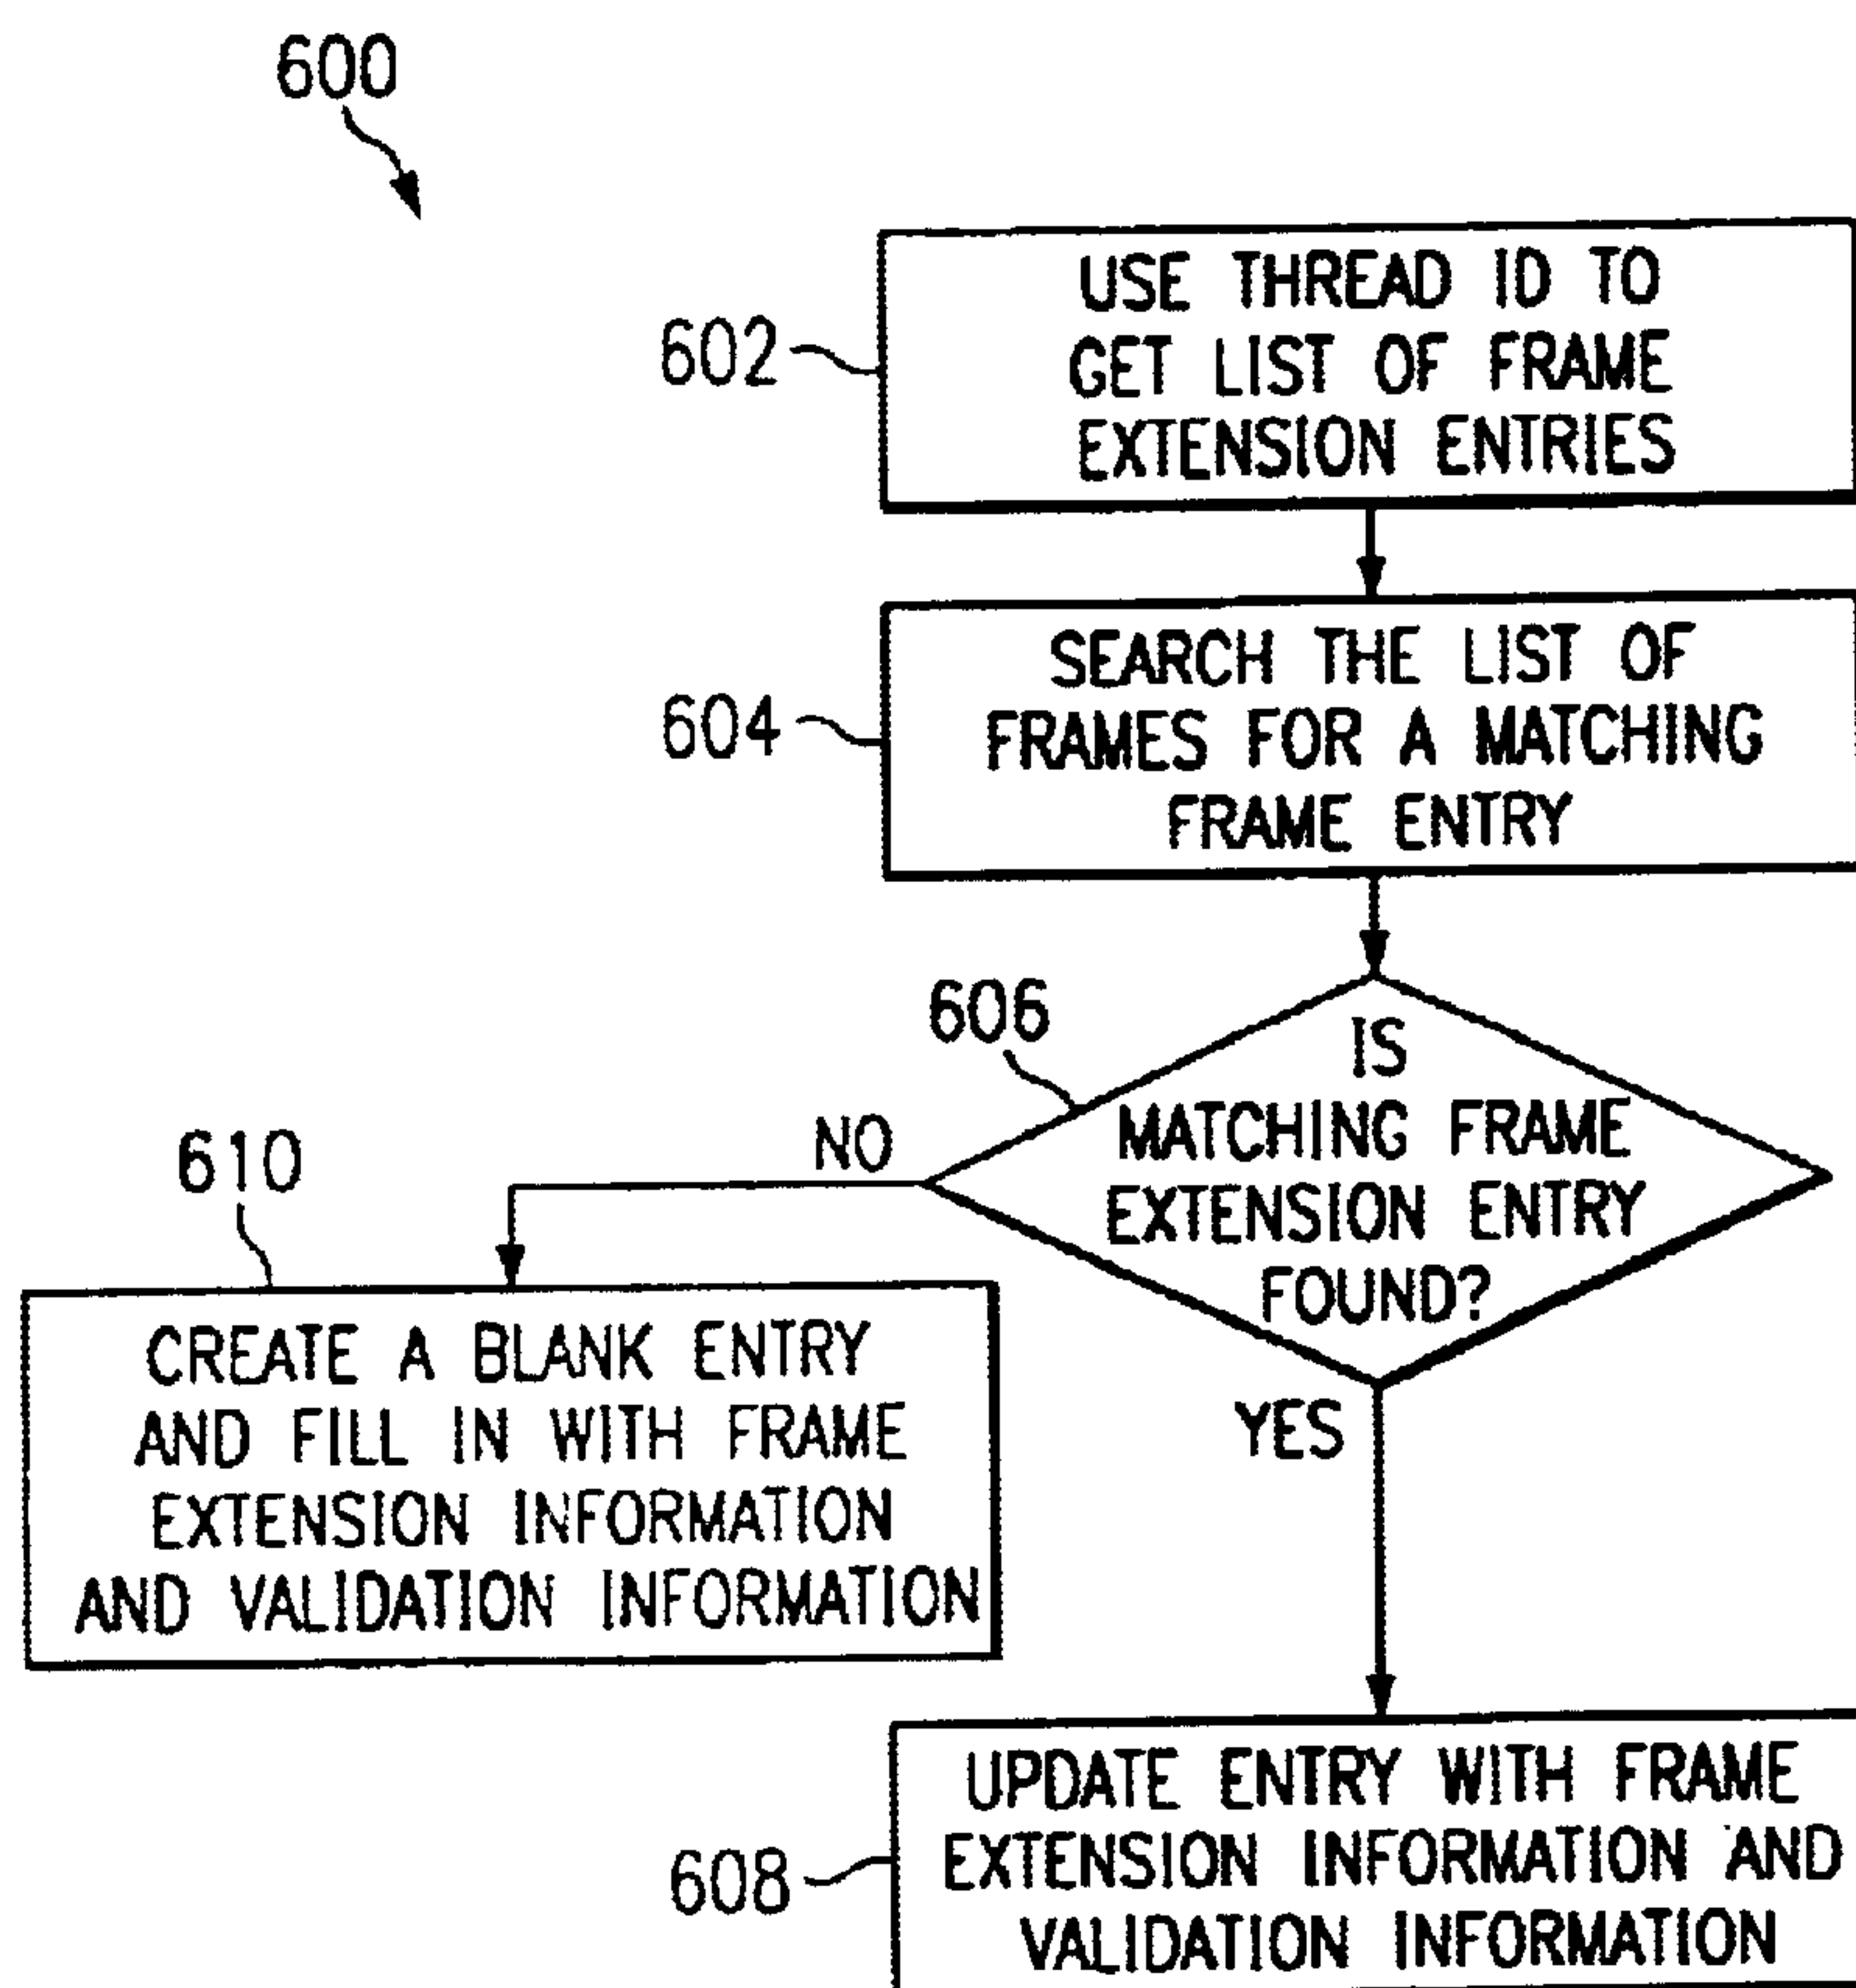 600
602
USE THREAD ID TO
GET LIST OF FRAME
EXTENSION ENTRIES
604
SEARCH THE LIST OF
FRAMES FOR A MATCHING
FRAME ENTRY
606
IS
MATCHING FRAME
EXTENSION ENTRY
FOUND?
NO
610
CREATE A BLANK ENTRY
AND FILL IN WITH FRAME
EXTENSION INFORMATION
AND VALIDATION INFORMATION
YES
608
UPDATE ENTRY WITH FRAME
EXTENSION INFORMATION AND
VALIDATION INFORMATION